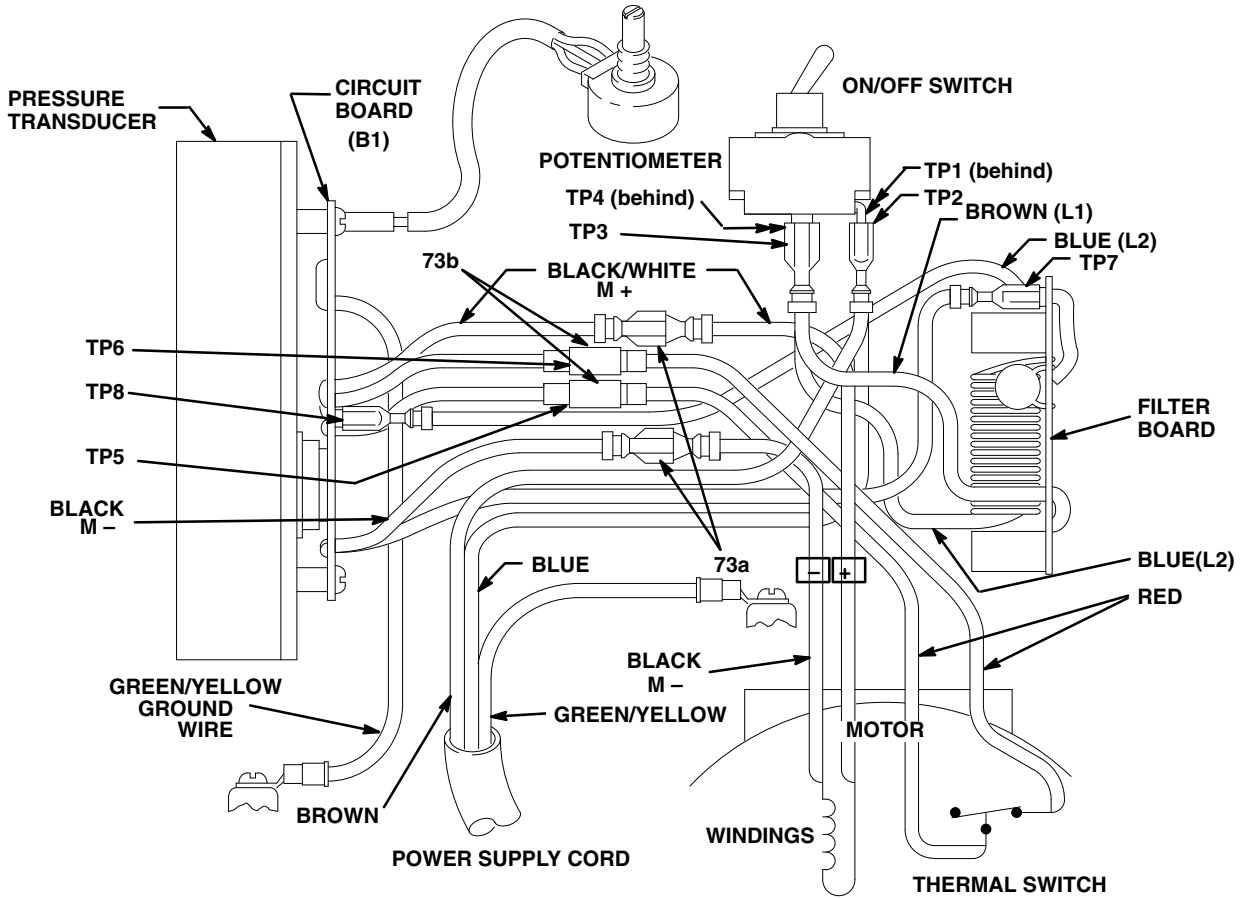 PRESSURE
TRANSDUCER
CIRCUIT
BOARD
(B1)
POTENTIOMETER
ON/OFF SWITCH
TP1 (behind)
TP4 (behind)
TP2
TP3
BROWN (L1)
BLUE (L2)
TP7
73b
BLACK/WHITE
M +
TP6
TP8
TP5
FILTER
BOARD
BLACK
M –
73a
BLUE
– +
BLUE(L2)
RED
BLACK
M –
GREEN/YELLOW
GROUND
WIRE
GREEN/YELLOW
MOTOR
BROWN
WINDINGS
POWER SUPPLY CORD
THERMAL SWITCH